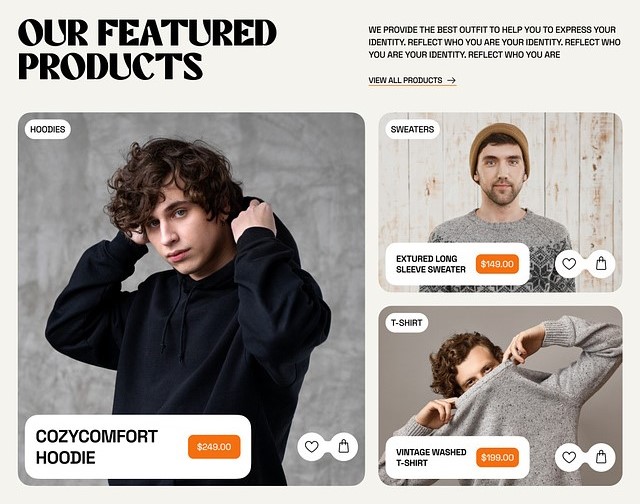 OUR FEATURED
PRODUCTS
WE PROVIDE THE BEST OUTFIT TO HELP YOU TO EXPRESS YOUR
IDENTITY. REFLECT WHO YOU ARE YOUR IDENTITY. REFLECT WHO
YOU ARE YOUR IDENTITY. REFLECT WHO YOU ARE
VIEW ALL PRODUCTS
HOODIES
COZYCOMFORT
HOODIE
$249.00
SWEATERS
EXTURED LONG
SLEEVE SWEATER
$149.00
T-SHIRT
VINTAGE WASHED
T-SHIRT
$199.00